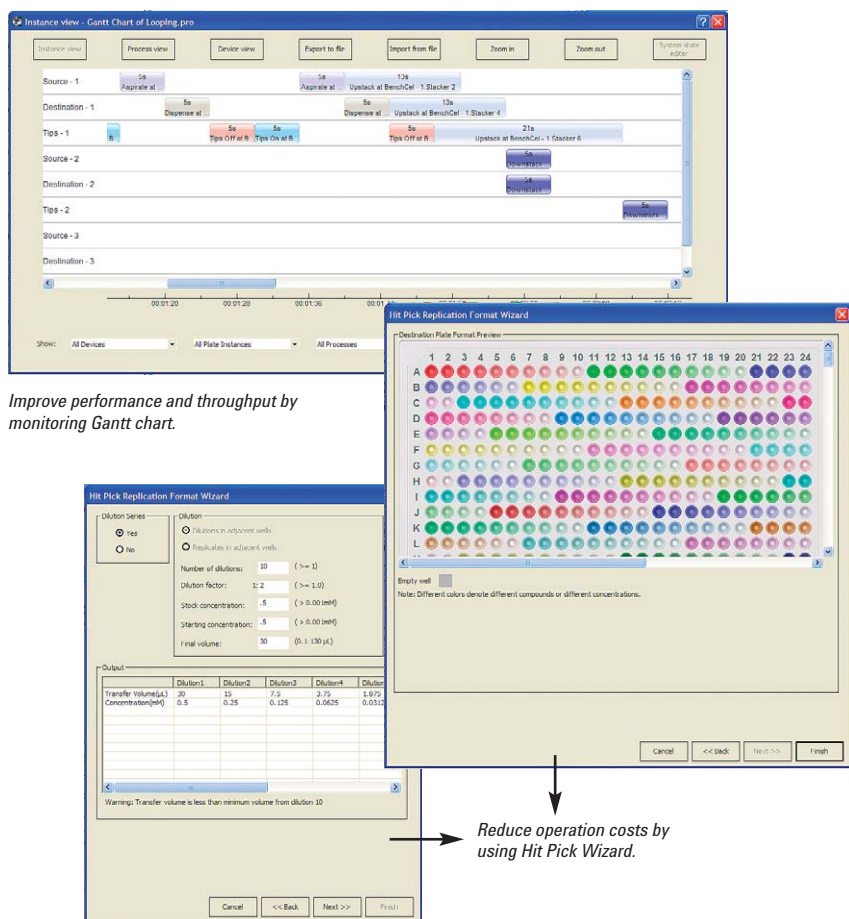 Instance view - Gantt Chart of Looping.pro
Instance view Process view Device view Export to file Import from file Zoom in Zoom out System state editor
Source - 1
5s
Aspirate at
5s
Aspirate at ...
13s
Upstack at BenchCel - 1.Stacker 2
Destination - 1
5s
Dispense at ...
5s
Dispense at ...
13s
Upstack at BenchCel - 1.Stacker 4
Tips - 1
B
5s
Tips Off at B
5s
Tips On at B
5s
Tips Off at B
21s
Upstack at BenchCel - 1.Stacker 6
Source - 2
5s
Downstack
Destination - 2
5s
Downstack
Tips - 2
5s
Downstack
Source - 3
Destination - 3
00:01:20 00:01:28 00:01:36
Show: All Devices All Plate Instances All Processes
Improve performance and throughput by
monitoring Gantt chart.
Hit Pick Replication Format Wizard
Destination Plate Format Preview
1 2 3 4 5 6 7 8 9 10 11 12 13 14 15 16 17 18 19 20 21 22 23 24
A
B
C
D
E
F
G
H
I
J
K
L
Empty well
Note: Different colors denote different compounds or different concentrations.
Cancel << Back Next >> Finish
Hit Pick Replication Format Wizard
Dilution Series
Yes
No
Dilution
Dilutions in adjacent wells
Replicates in adjacent wells
Number of dilutions: 10 ( >= 1)
Dilution factor: 1: 2 ( >= 1.0)
Stock concentration: .5 ( > 0.001mM)
Starting concentration: .5 ( > 0.001mM)
Final volume: 30 (0.1-130 µL)
Output
Dilution1 Dilution2 Dilution3 Dilution4 Dilution
Transfer Volume(µL) 30 15 7.5 3.75 1.875
Concentration(mM) 0.5 0.25 0.125 0.0625 0.0312
Warning: Transfer volume is less than minimum volume from dilution 10
Cancel << Back Next >> Finish
Reduce operation costs by
using Hit Pick Wizard.